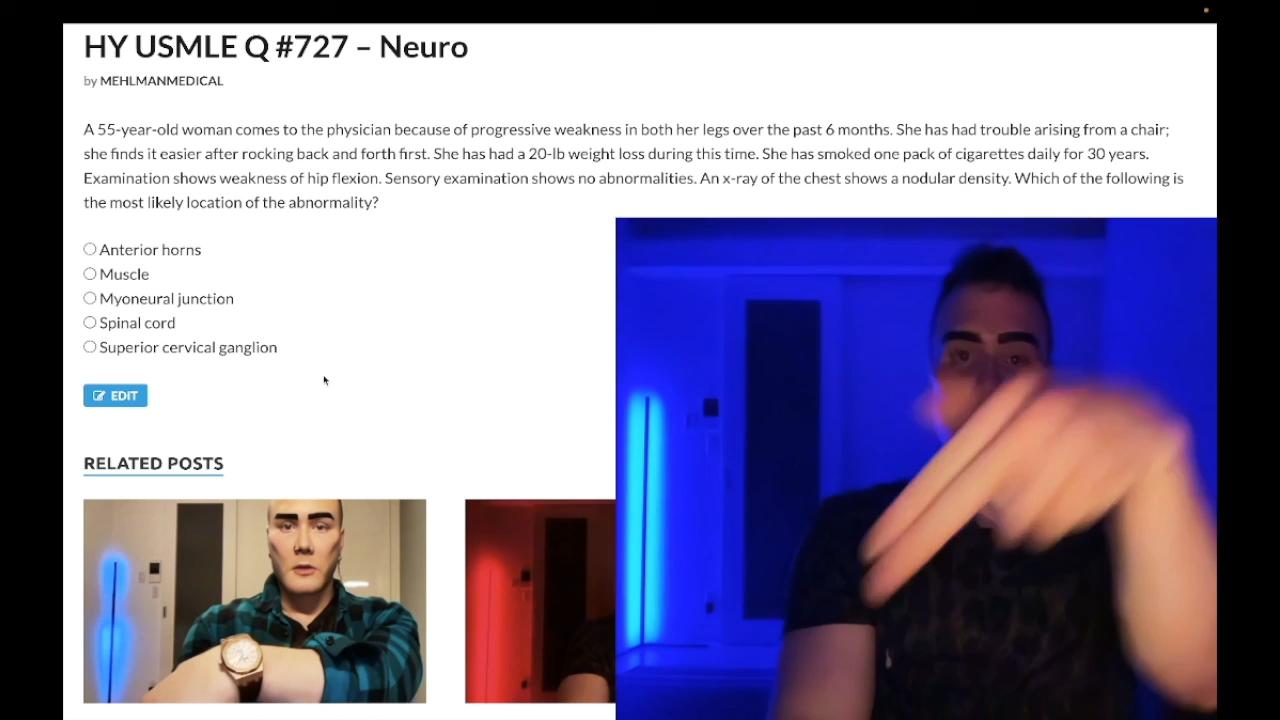 HY USMLE Q #727 – Neuro
by MEHLMANMEDICAL
A 55-year-old woman comes to the physician because of progressive weakness in both her legs over the past 6 months. She has had trouble arising from a chair;
she finds it easier after rocking back and forth first. She has had a 20-lb weight loss during this time. She has smoked one pack of cigarettes daily for 30 years.
Examination shows weakness of hip flexion. Sensory examination shows no abnormalities. An x-ray of the chest shows a nodular density. Which of the following is
the most likely location of the abnormality?
Anterior horns
Muscle
Myoneural junction
Spinal cord
Superior cervical ganglion
EDIT
RELATED POSTS